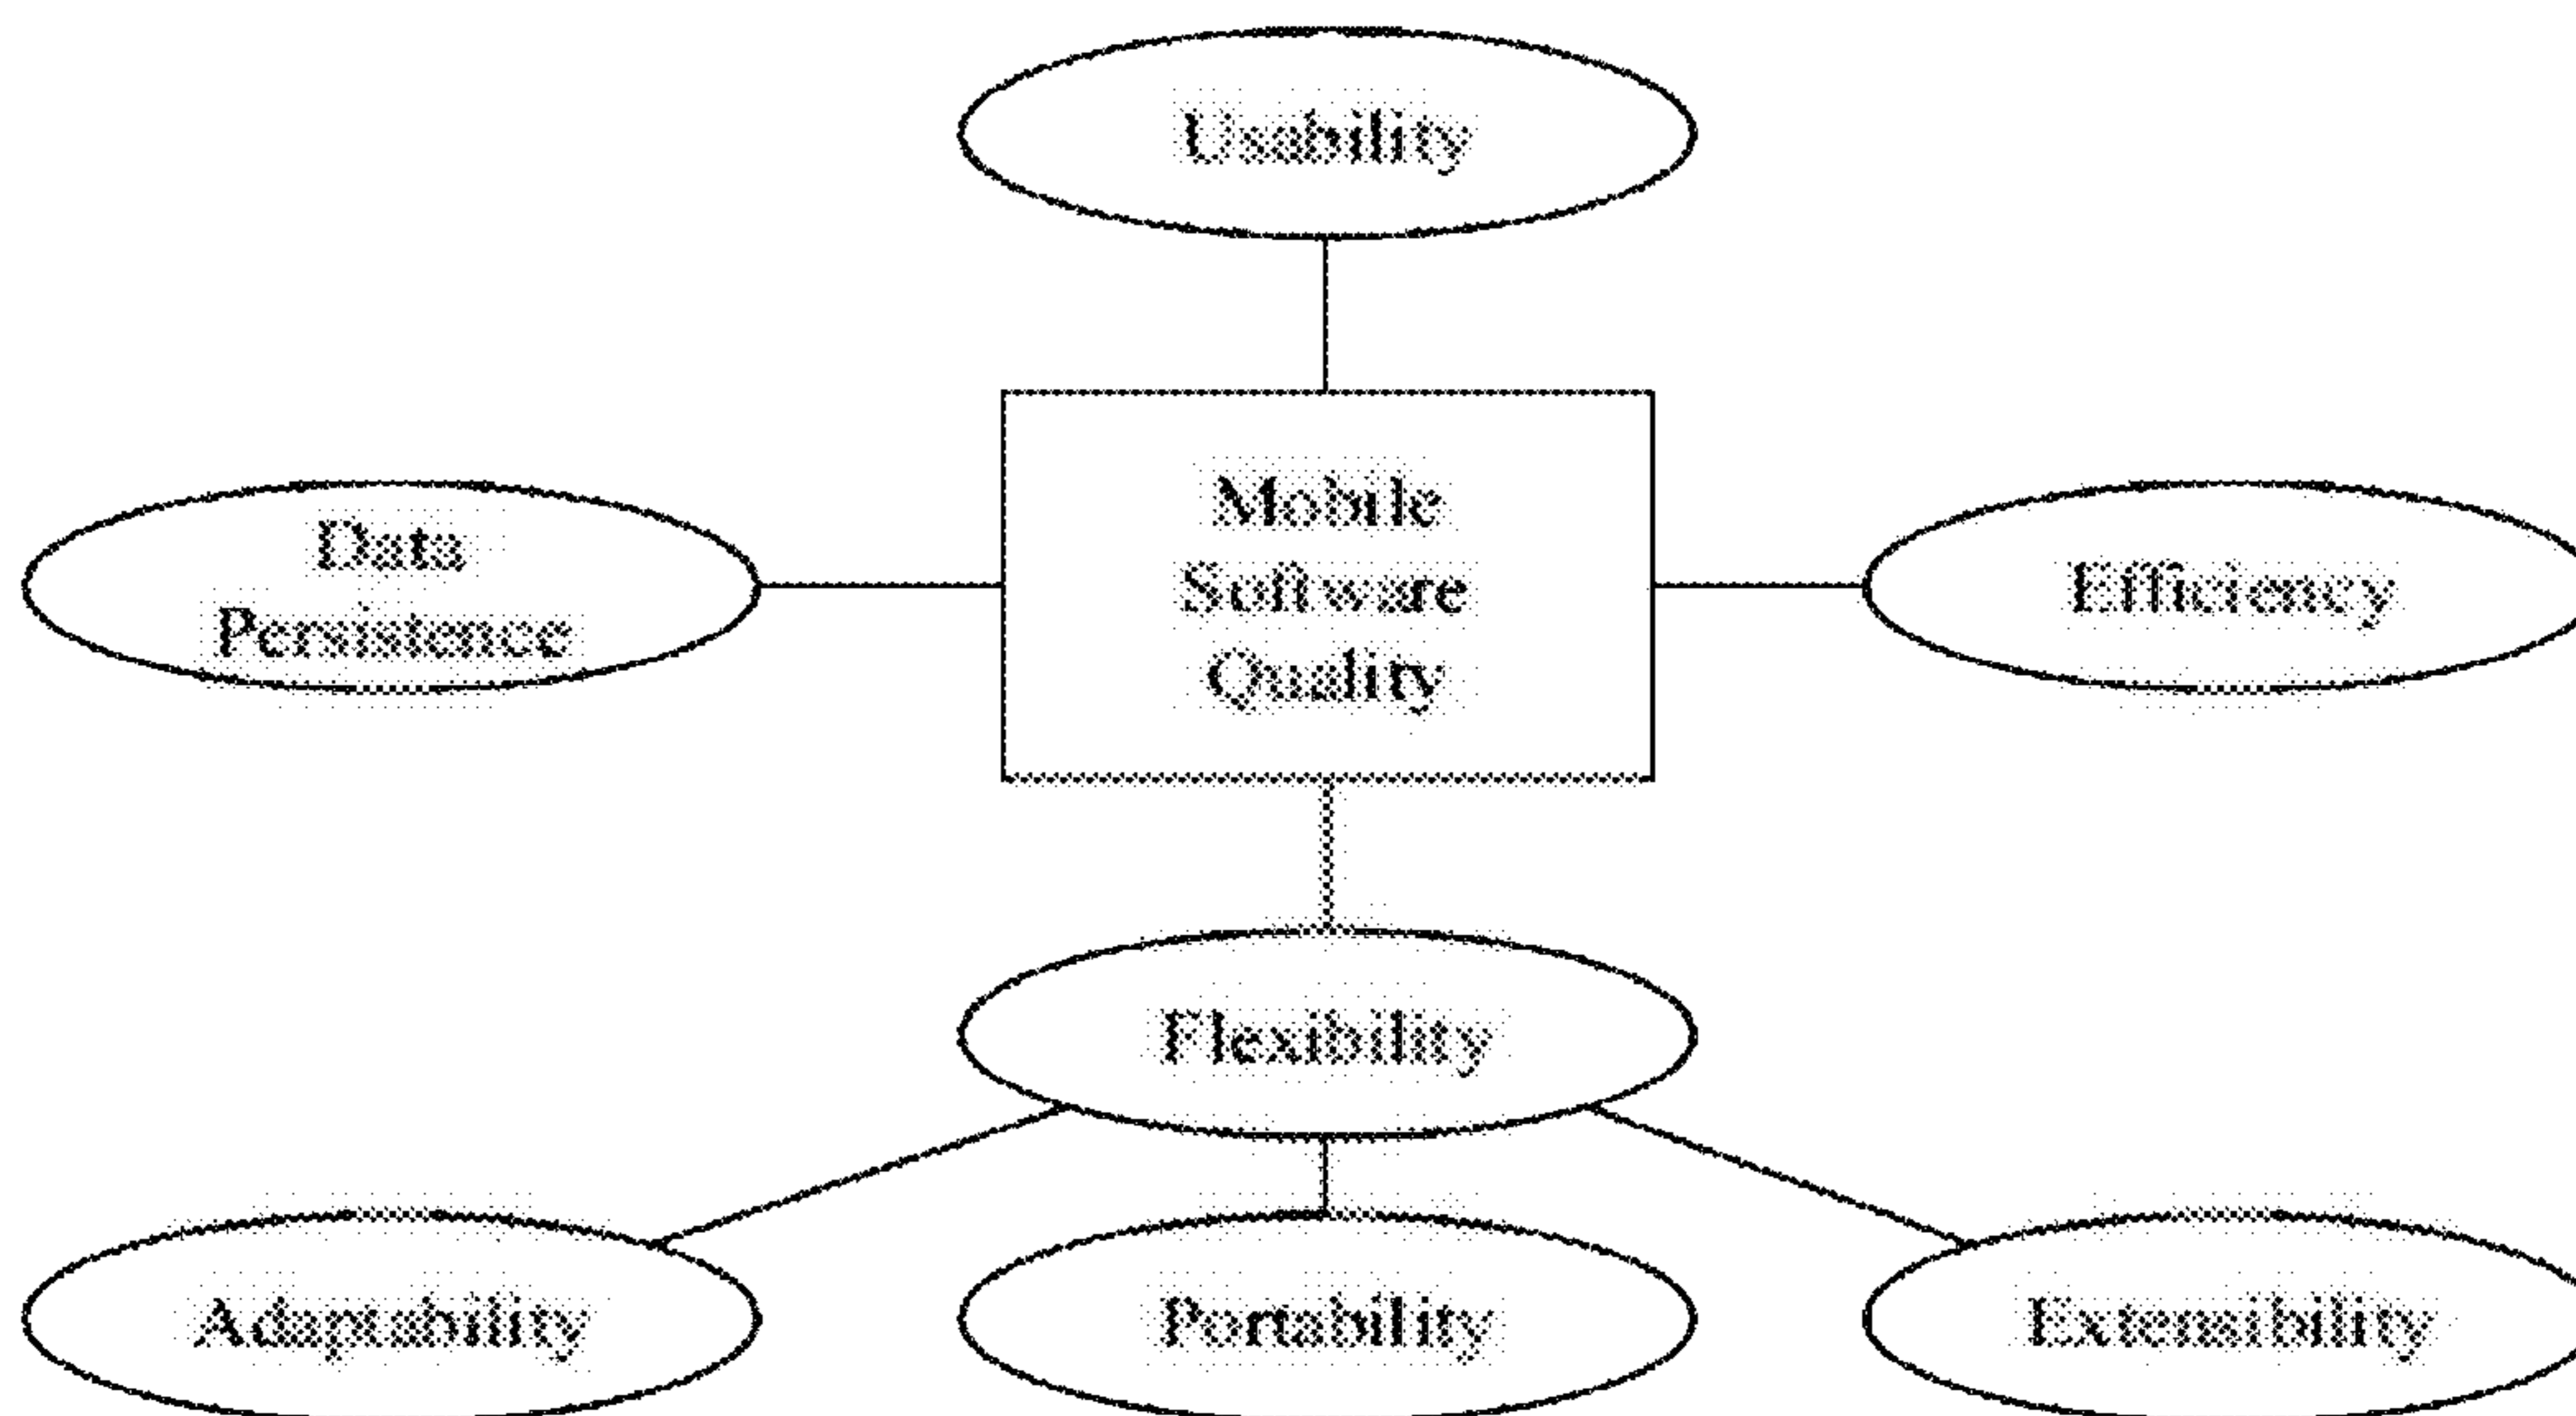 Usability
Mobile
Software
Quality
Data
Persistence
Efficiency
Flexibility
Adaptability
Portability
Extensibility